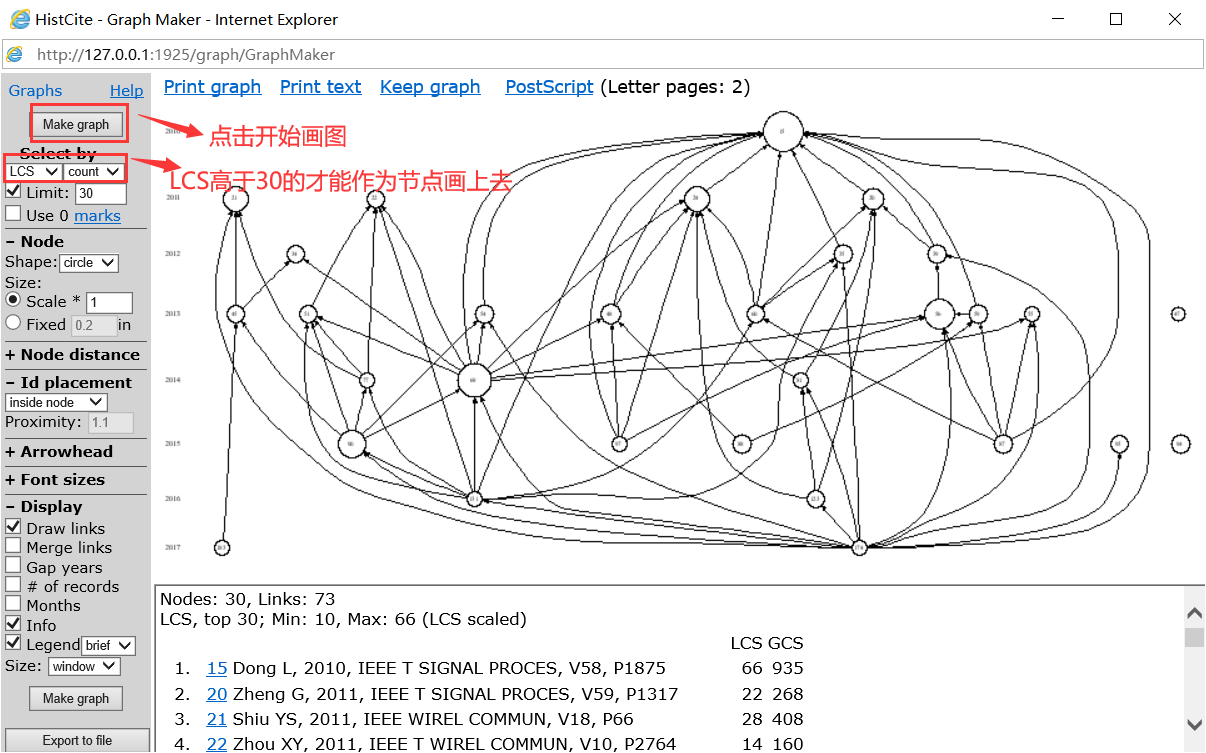 HistCite - Graph Maker - Internet Explorer
http://127.0.0.1:1925/graph/GraphMaker
Graphs Help
Make graph
Select by
LCS count
Limit: 30
Use 0 marks
− Node
Shape: circle
Size:
Scale * 1
Fixed 0.2 in
+ Node distance
− Id placement
inside node
Proximity: 1.1
+ Arrowhead
+ Font sizes
− Display
Draw links
Merge links
Gap years
# of records
Months
Info
Legend brief
Size: window
Make graph
Export to file
Print graph Print text Keep graph PostScript (Letter pages: 2)
点击开始画图
LCS高于30的才能作为节点画上去
2010
2011
2012
2013
2014
2015
2016
2017
Nodes: 30, Links: 73
LCS, top 30; Min: 10, Max: 66 (LCS scaled)
LCS GCS
1. 15 Dong L, 2010, IEEE T SIGNAL PROCES, V58, P1875 66 935
2. 20 Zheng G, 2011, IEEE T SIGNAL PROCES, V59, P1317 22 268
3. 21 Shiu YS, 2011, IEEE WIREL COMMUN, V18, P66 28 408
4. 22 Zhou XY, 2011, IEEE T WIREL COMMUN, V10, P2764 14 160